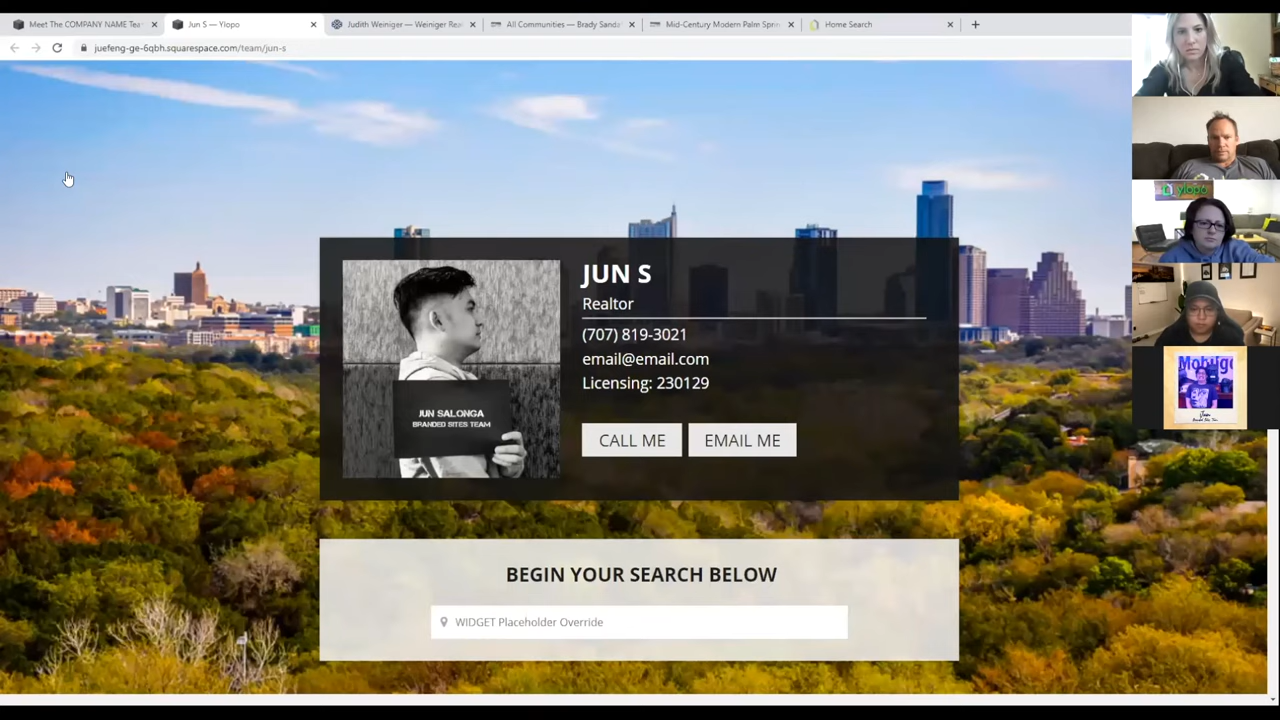 Meet The COMPANY NAME Tea
Jun S — Ylopo
Judith Weiniger — Weiniger Rea
All Communities — Brady Sanda
Mid-Century Modern Palm Sprin
Home Search
juefeng-ge-6qbh.squarespace.com/team/jun-s
JUN S
Realtor
(707) 819-3021
email@email.com
Licensing: 230129
CALL ME
EMAIL ME
JUN SALONGA
BRANDED SITES TEAM
BEGIN YOUR SEARCH BELOW
WIDGET Placeholder Override
ylopo